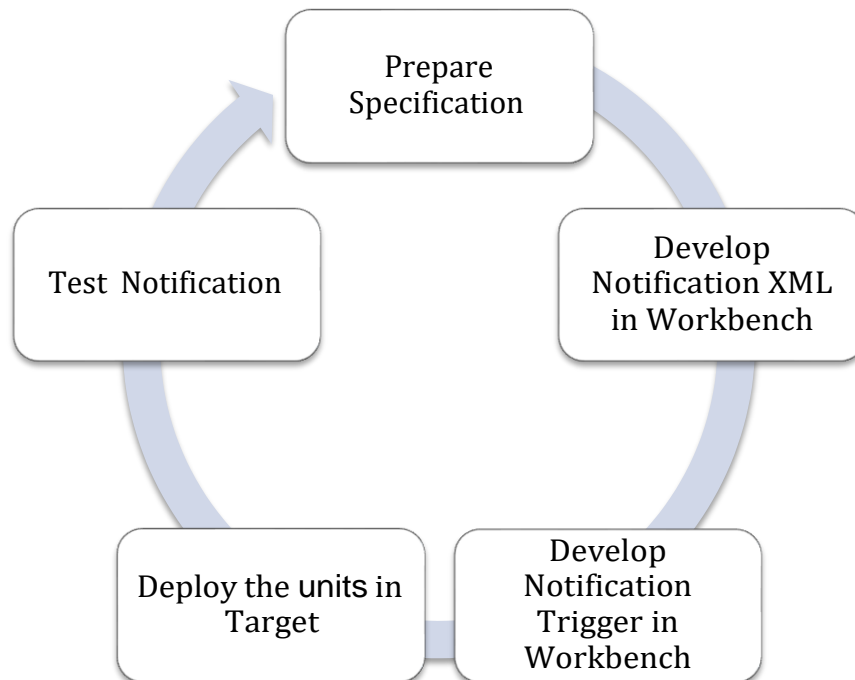 Prepare
Specification
Develop
Notification XML
in Workbench
Develop
Notification
Trigger in
Workbench
Deploy the units in
Target
Test Notification